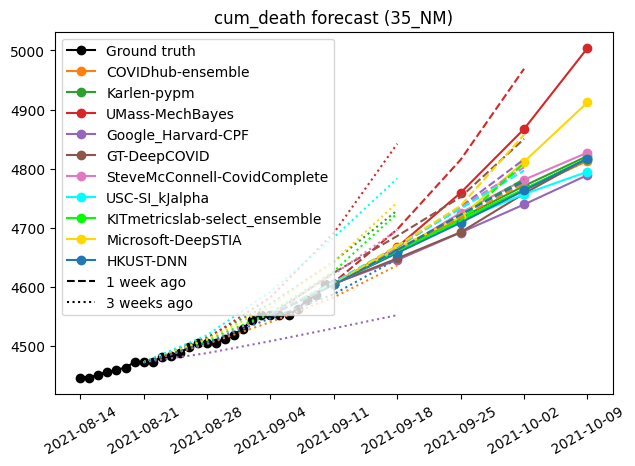 cum_death forecast (35_NM)
5000
4900
4800
4700
4600
4500
Ground truth
COVIDhub-ensemble
Karlen-pypm
UMass-MechBayes
Google_Harvard-CPF
GT-DeepCOVID
SteveMcConnell-CovidComplete
USC-SI_kJalpha
KITmetricslab-select_ensemble
Microsoft-DeepSTIA
HKUST-DNN
1 week ago
3 weeks ago
2021-08-14
2021-08-21
2021-08-28
2021-09-04
2021-09-11
2021-09-18
2021-09-25
2021-10-02
2021-10-09